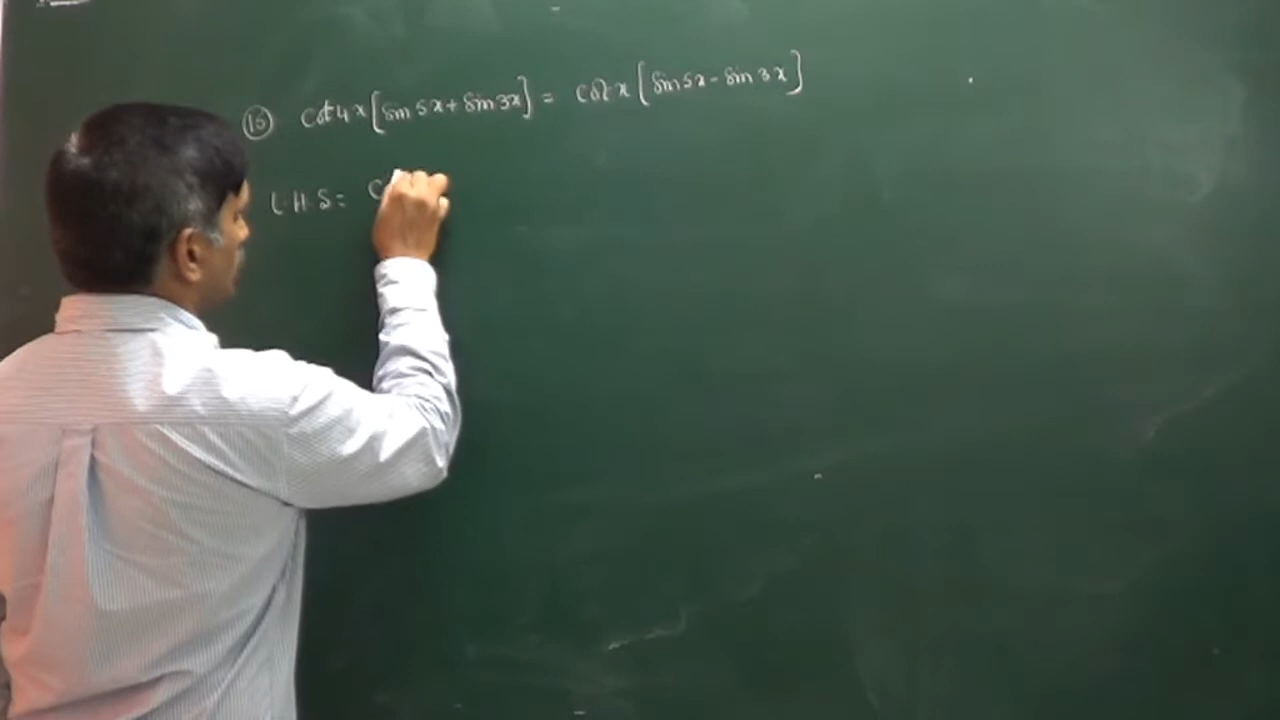 (15) Cot4x[Sin5x+Sin3x] = Cotx[Sin5x-Sin3x]
L.H.S = C